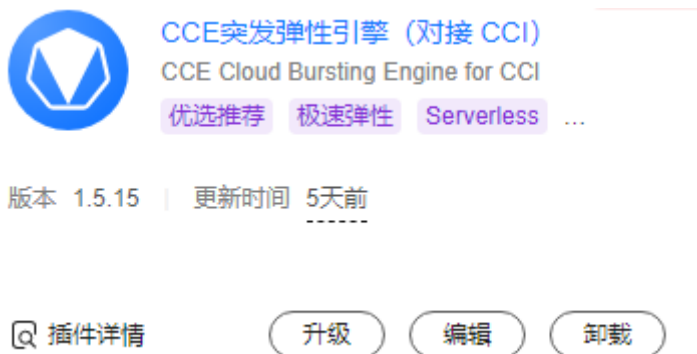 CCE突发弹性引擎（对接 CCI）
CCE Cloud Bursting Engine for CCI
优选推荐 极速弹性 Serverless ...
版本 1.5.15 更新时间 5天前
插件详情 升级 编辑 卸载